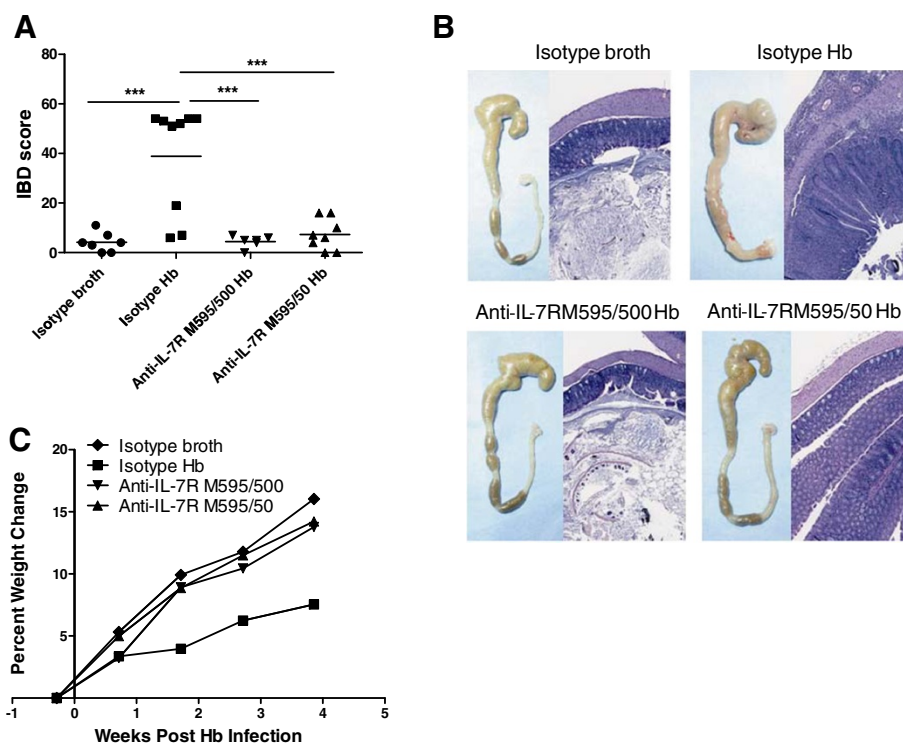 A
80
60
40
20
0
IBD score
***
***
***
Isotype broth
Isotype Hb
Anti-IL-7R M595/500 Hb
Anti-IL-7R M595/50 Hb
B
Isotype broth
Isotype Hb
Anti-IL-7RM595/500 Hb
Anti-IL-7RM595/50 Hb
C
20
15
10
5
Percent Weight Change
Isotype broth
Isotype Hb
Anti-IL-7R M595/500
Anti-IL-7R M595/50
-1 0 1 2 3 4 5
Weeks Post Hb Infection